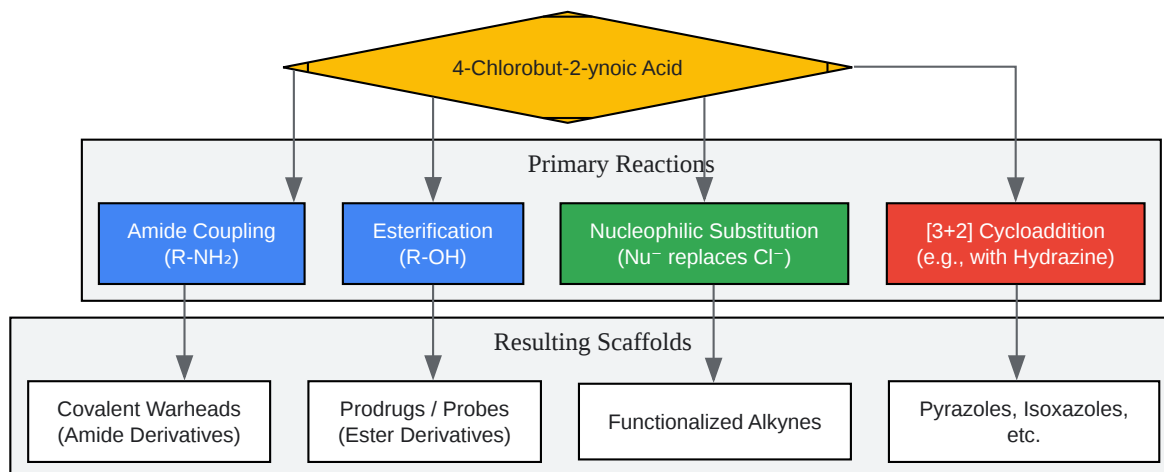 4-Chlorobut-2-ynoic Acid
Primary Reactions
Amide Coupling
(R-NH₂)
Esterification
(R-OH)
Nucleophilic Substitution
(Nu⁻ replaces Cl⁻)
[3+2] Cycloaddition
(e.g., with Hydrazine)
Resulting Scaffolds
Covalent Warheads
(Amide Derivatives)
Prodrugs / Probes
(Ester Derivatives)
Functionalized Alkynes
Pyrazoles, Isoxazoles,
etc.